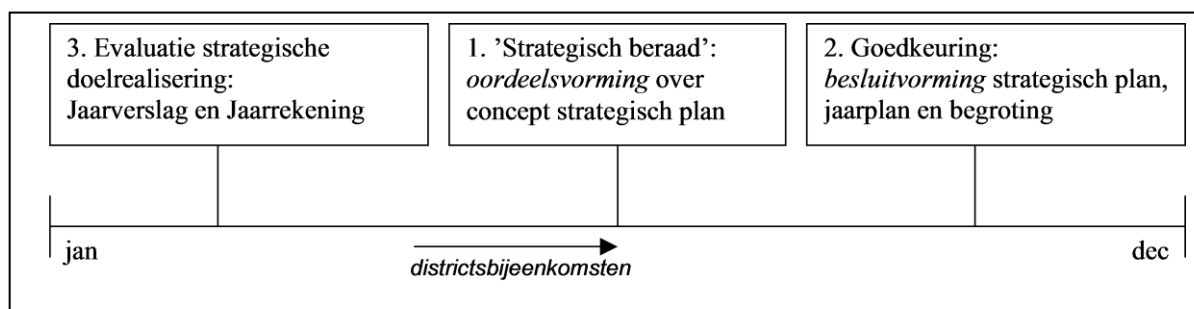 3. Evaluatie strategische
doelrealisering:
Jaarverslag en Jaarrekening
1. ’Strategisch beraad’:
oordeelsvorming over
concept strategisch plan
2. Goedkeuring:
besluitvorming strategisch plan,
jaarplan en begroting
jan
districtsbijeenkomsten
dec